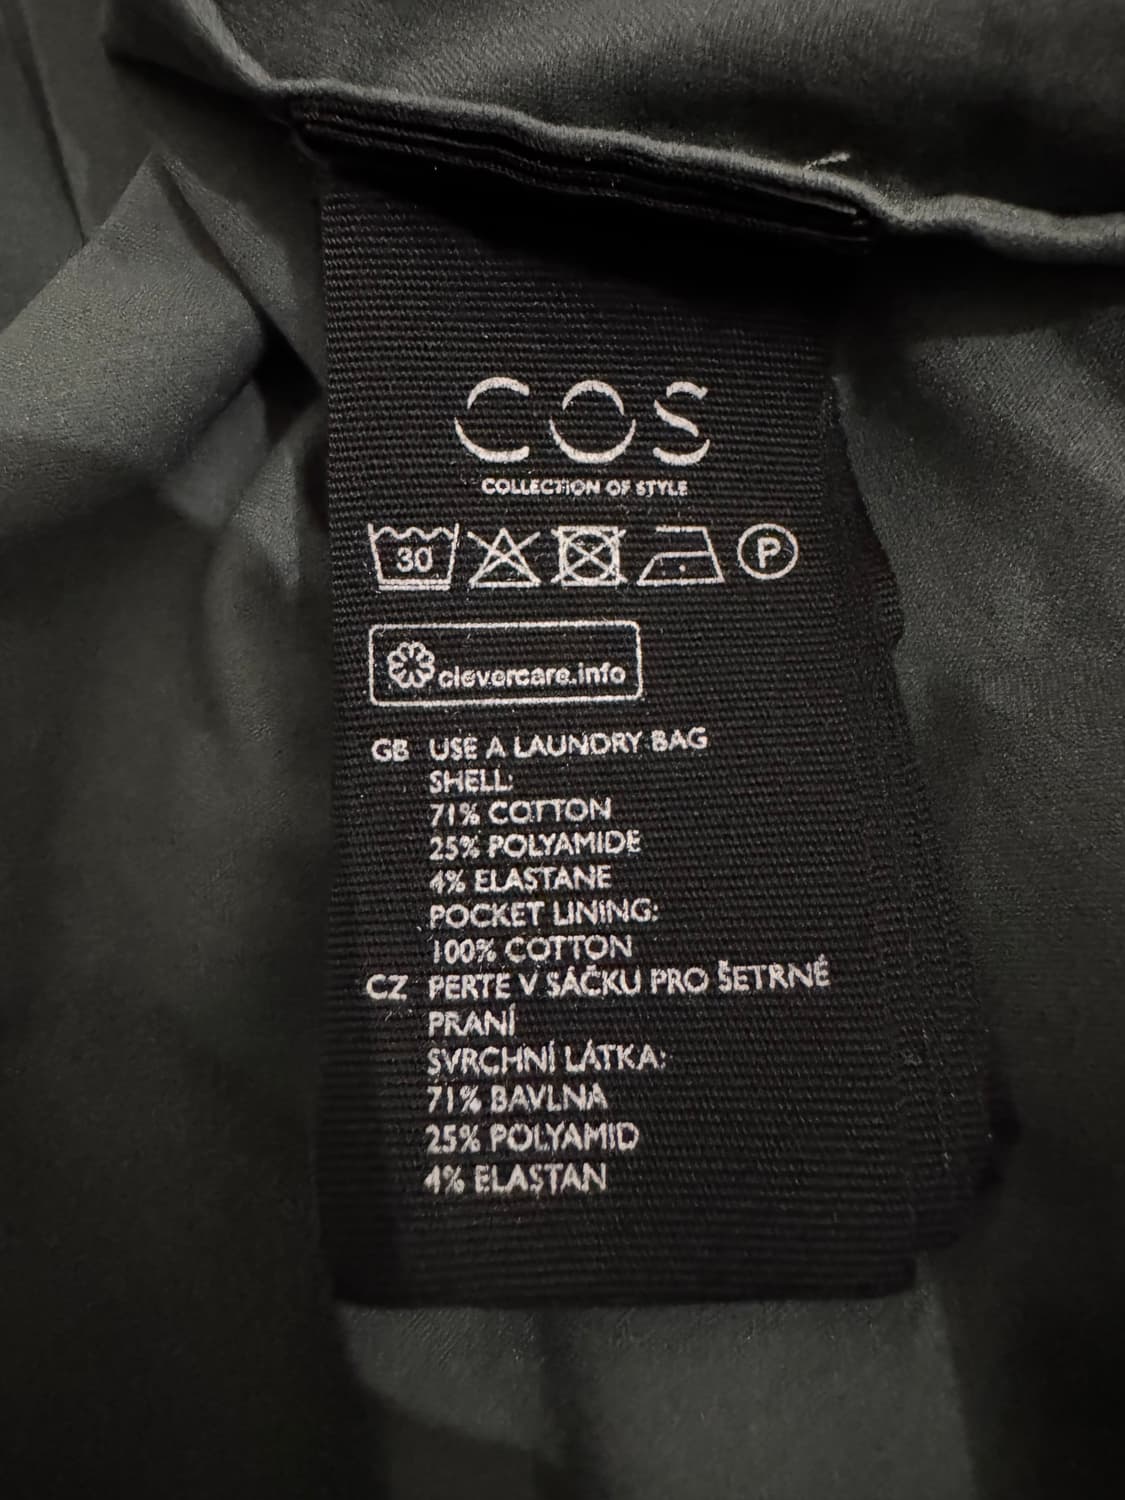 COS
COLLECTION OF STYLE
30 P
clevercare.info
GB USE A LAUNDRY BAG
SHELL:
71% COTTON
25% POLYAMIDE
4% ELASTANE
POCKET LINING:
100% COTTON
CZ PERTE V SÁČKU PRO ŠETRNÉ
PRANÍ
SVRCHNÍ LÁTKA:
71% BAVLNA
25% POLYAMID
4% ELASTAN